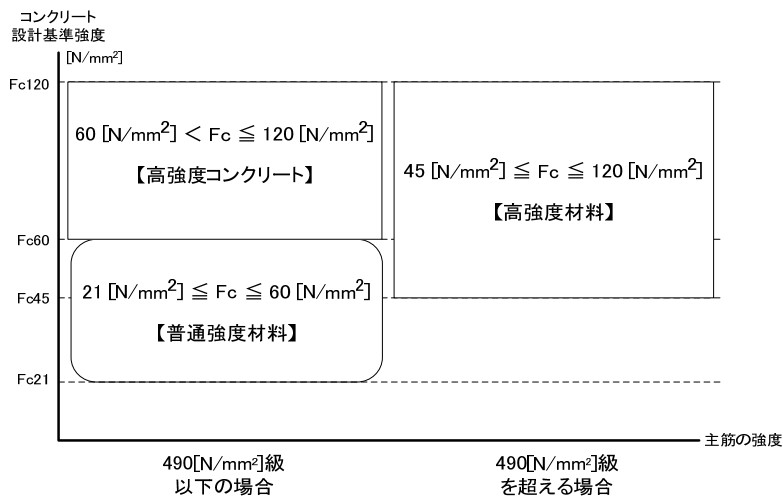 コンクリート
設計基準強度
[N/mm²]
Fc120
60 [N/mm²] < Fc ≦ 120 [N/mm²]
【高強度コンクリート】
45 [N/mm²] ≦ Fc ≦ 120 [N/mm²]
【高強度材料】
Fc60
21 [N/mm²] ≦ Fc ≦ 60 [N/mm²]
【普通強度材料】
Fc45
Fc21
主筋の強度
490[N/mm²]級
以下の場合
490[N/mm²]級
を超える場合